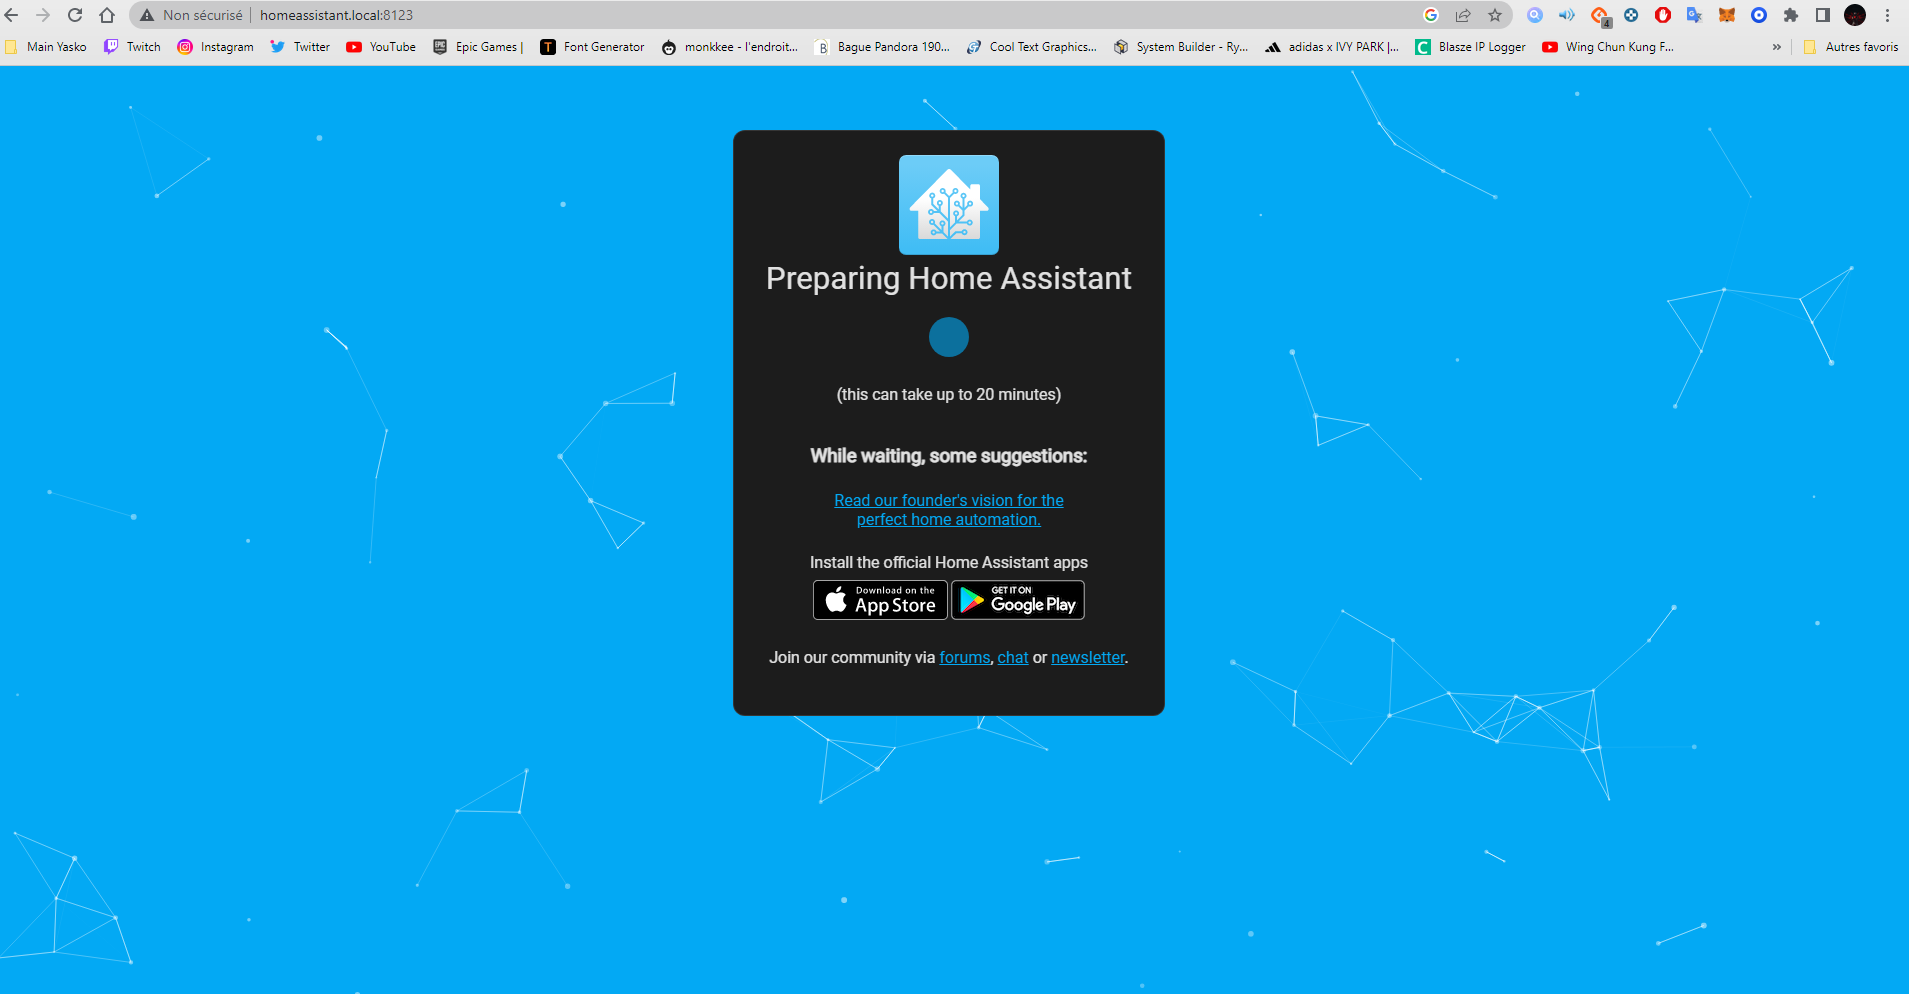 Non sécurisé homeassistant.local:8123
4
Main Yasko Twitch Instagram Twitter YouTube Epic Games | Font Generator monkkee - l'endroit... Bague Pandora 190... Cool Text Graphics... System Builder - Ry... adidas x IVY PARK |... Blasze IP Logger Wing Chun Kung F... » Autres favoris
Preparing Home Assistant
(this can take up to 20 minutes)
While waiting, some suggestions:
Read our founder's vision for the
perfect home automation.
Install the official Home Assistant apps
Download on the
App Store
GET IT ON
Google Play
Join our community via forums, chat or newsletter.